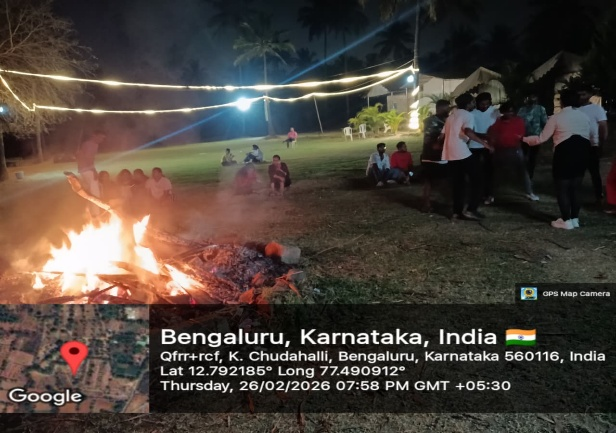 GPS Map Camera
Bengaluru, Karnataka, India 🇮🇳
Qfrr+rcf, K. Chudahalli, Bengaluru, Karnataka 560116, India
Lat 12.792185° Long 77.490912°
Thursday, 26/02/2026 07:58 PM GMT +05:30
Google